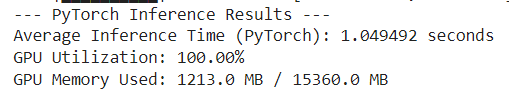 --- PyTorch Inference Results ---
Average Inference Time (PyTorch): 1.049492 seconds
GPU Utilization: 100.00%
GPU Memory Used: 1213.0 MB / 15360.0 MB